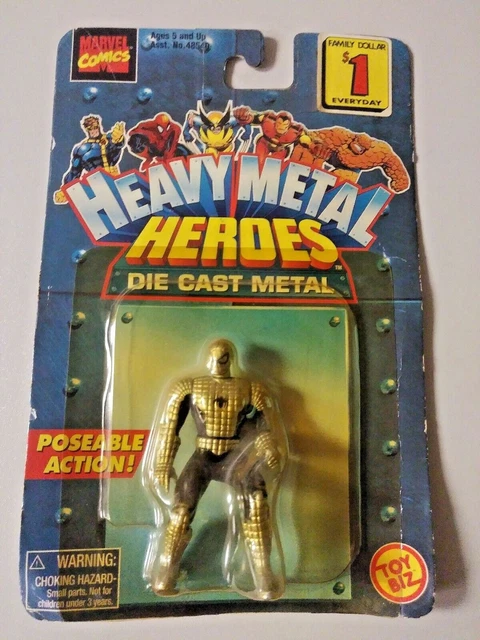 MARVEL
COMICS
Ages 5 and Up
Asst. No.
FAMILY DOLLAR
$1
EVERYDAY
HEAVY METAL
HEROES™
DIE CAST METAL
POSEABLE
ACTION!
WARNING:
CHOKING HAZARD-
Small parts. Not for
children under 3 years.
TOY
BIZ